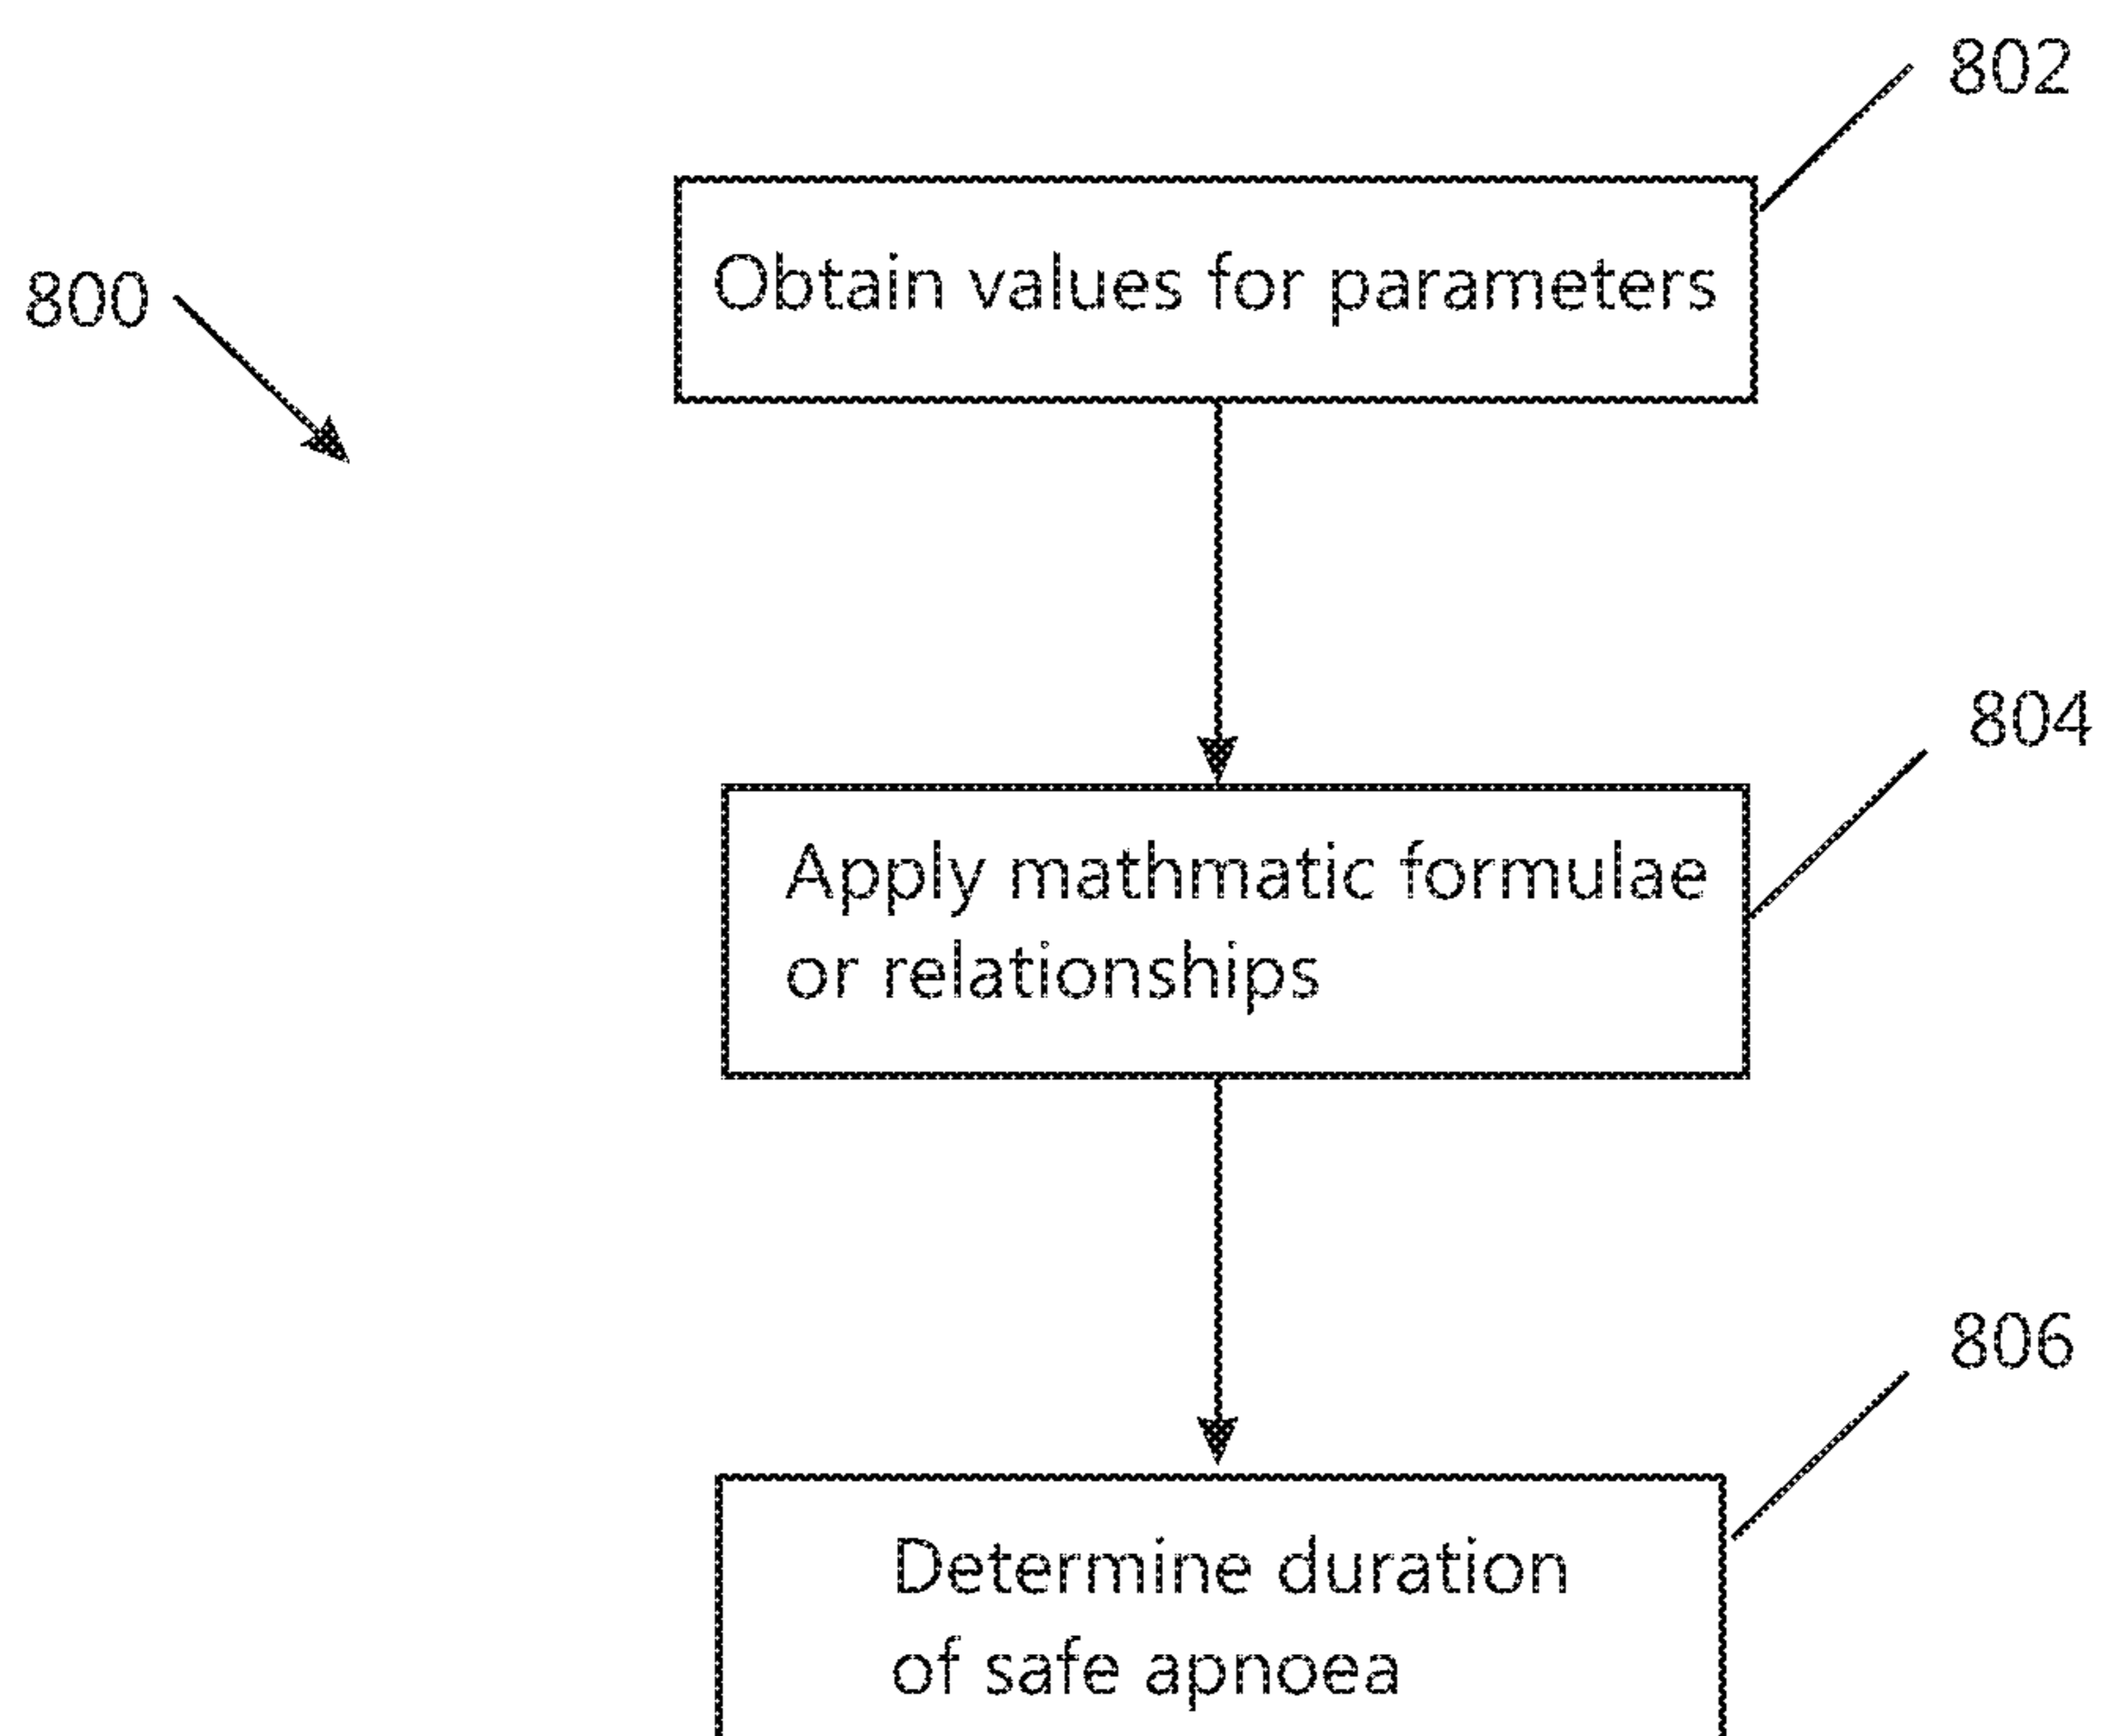 802
800
Obtain values for parameters
804
Apply mathmatic formulae
or relationships
806
Determine duration
of safe apnoea